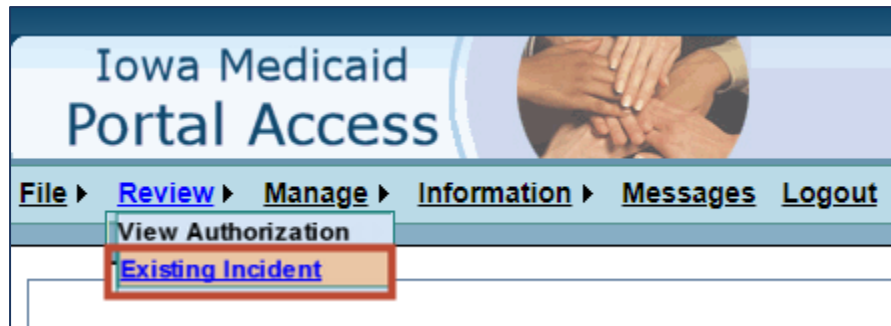 Iowa Medicaid
Portal Access
File Review Manage Information Messages Logout
View Authorization
Existing Incident